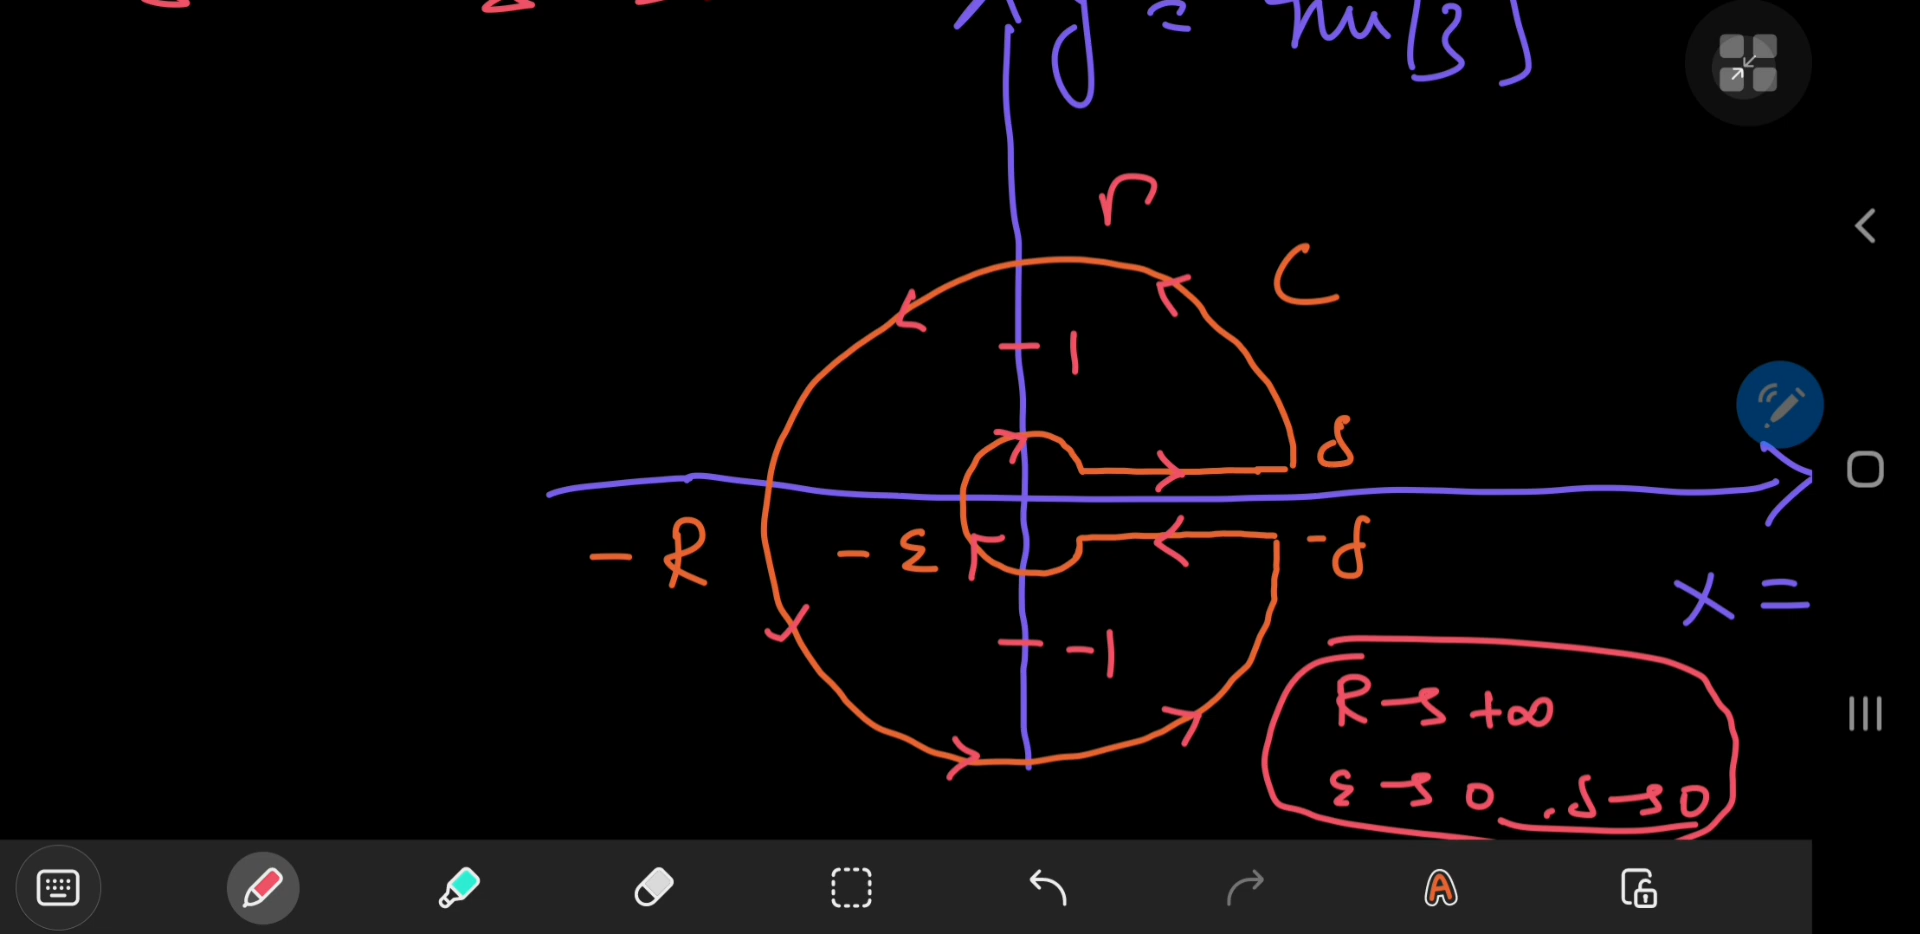 y = Im(z)
Γ
C
1
δ
-R
-ε
-δ
x =
-1
R → +∞
ε → 0, δ → 0
A